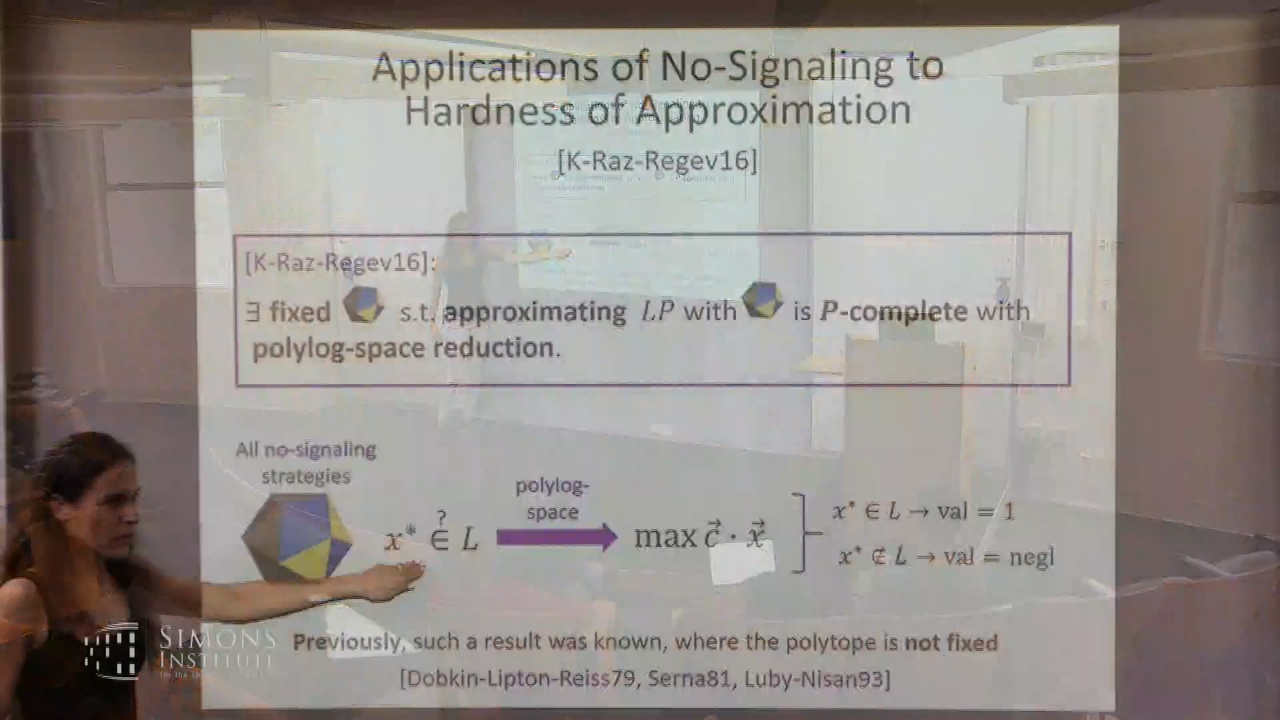 Applications of No-Signaling to
Hardness of Approximation
[K-Raz-Regev16]
[K-Raz-Regev16]:
∃ fixed s.t. approximating LP with is P-complete with
polylog-space reduction.
All no-signaling
strategies
polylog-
space
x* ∈? L max c⃗ · x⃗
x* ∈ L → val = 1
x* ∉ L → val = negl
Previously, such a result was known, where the polytope is not fixed
[Dobkin-Lipton-Reiss79, Serna81, Luby-Nisan93]
SIMONS
INSTITUTE